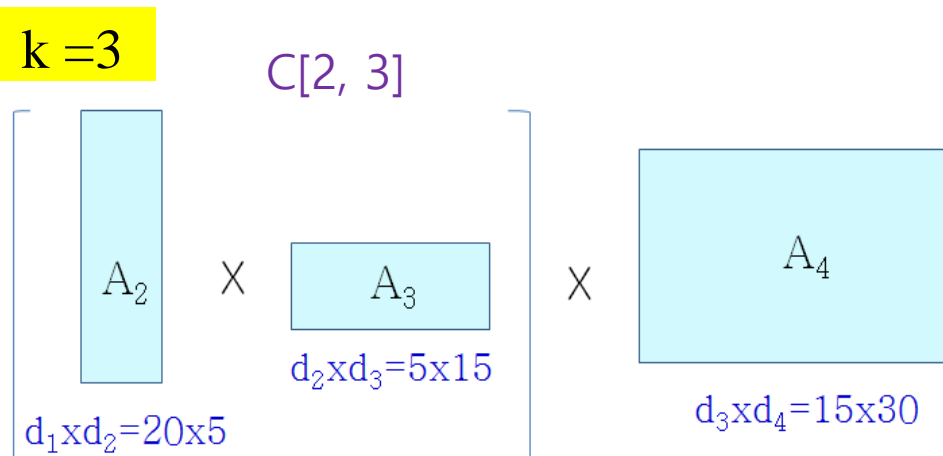 k =3
C[2, 3]
A₂ X A₃ X A₄
d₂xd₃=5x15
d₃xd₄=15x30
d₁xd₂=20x5